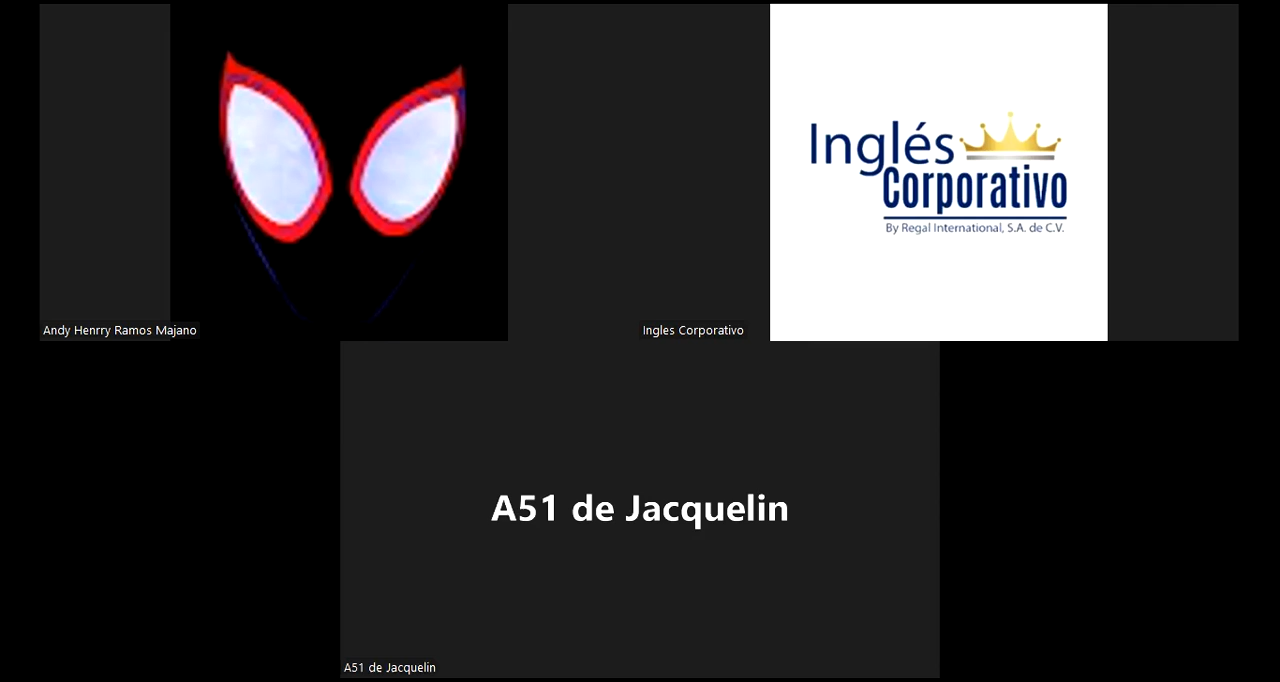 Inglés
Corporativo
By Regal International, S.A. de C.V.
Andy Henrry Ramos Majano
Ingles Corporativo
A51 de Jacquelin
A51 de Jacquelin